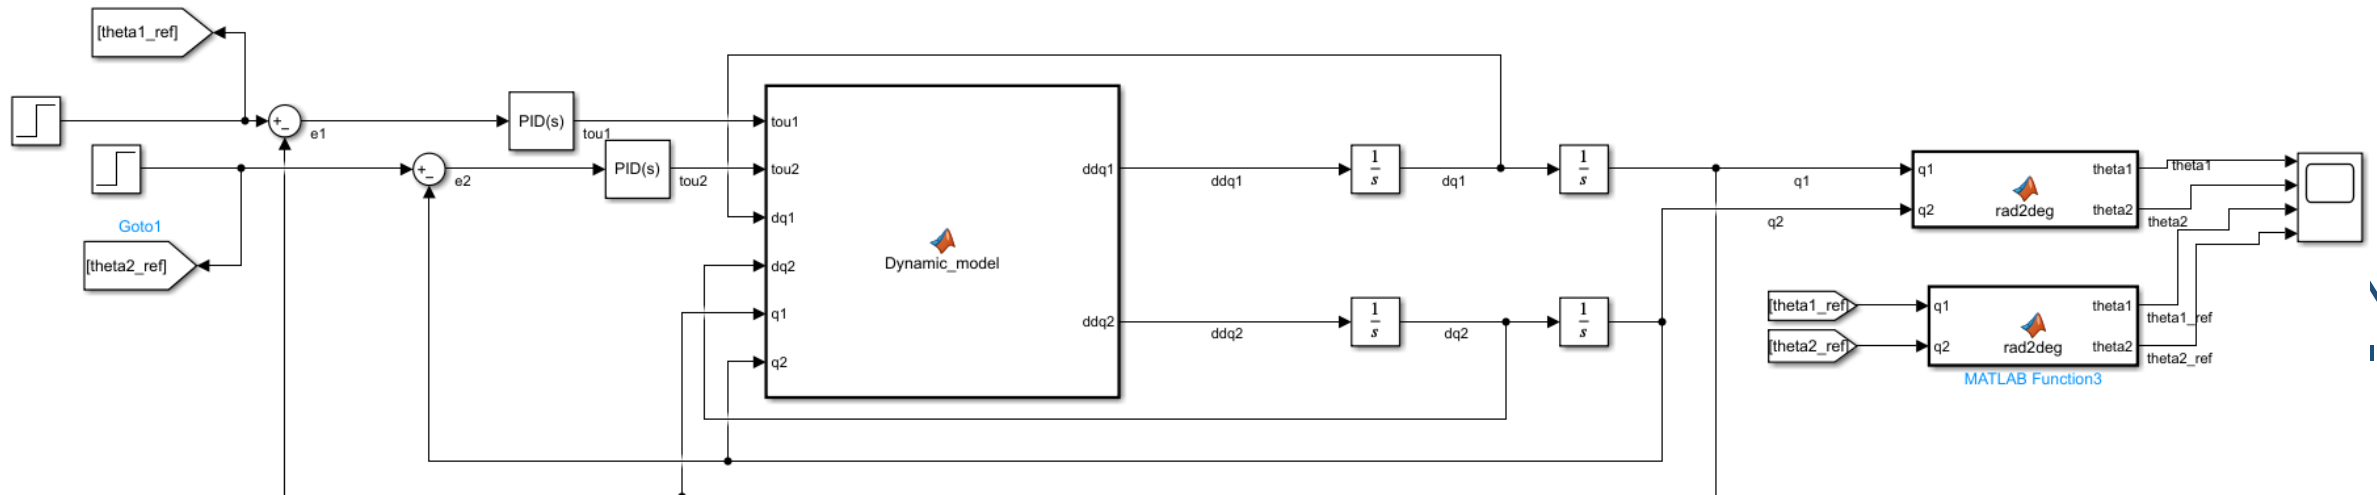 [theta1_ref]
+
−
e1
PID(s)
tou1
+
−
e2
PID(s)
tou2
Goto1
[theta2_ref]
tou1
tou2
dq1
dq2
q1
q2
Dynamic_model
ddq1
ddq2
ddq1
1
s
dq1
1
s
q1
q2
ddq2
1
s
dq2
1
s
q1
q2
rad2deg
theta1
theta2
theta1
theta2
[theta1_ref]
[theta2_ref]
q1
q2
rad2deg
theta1
theta2
theta1_ref
theta2_ref
MATLAB Function3